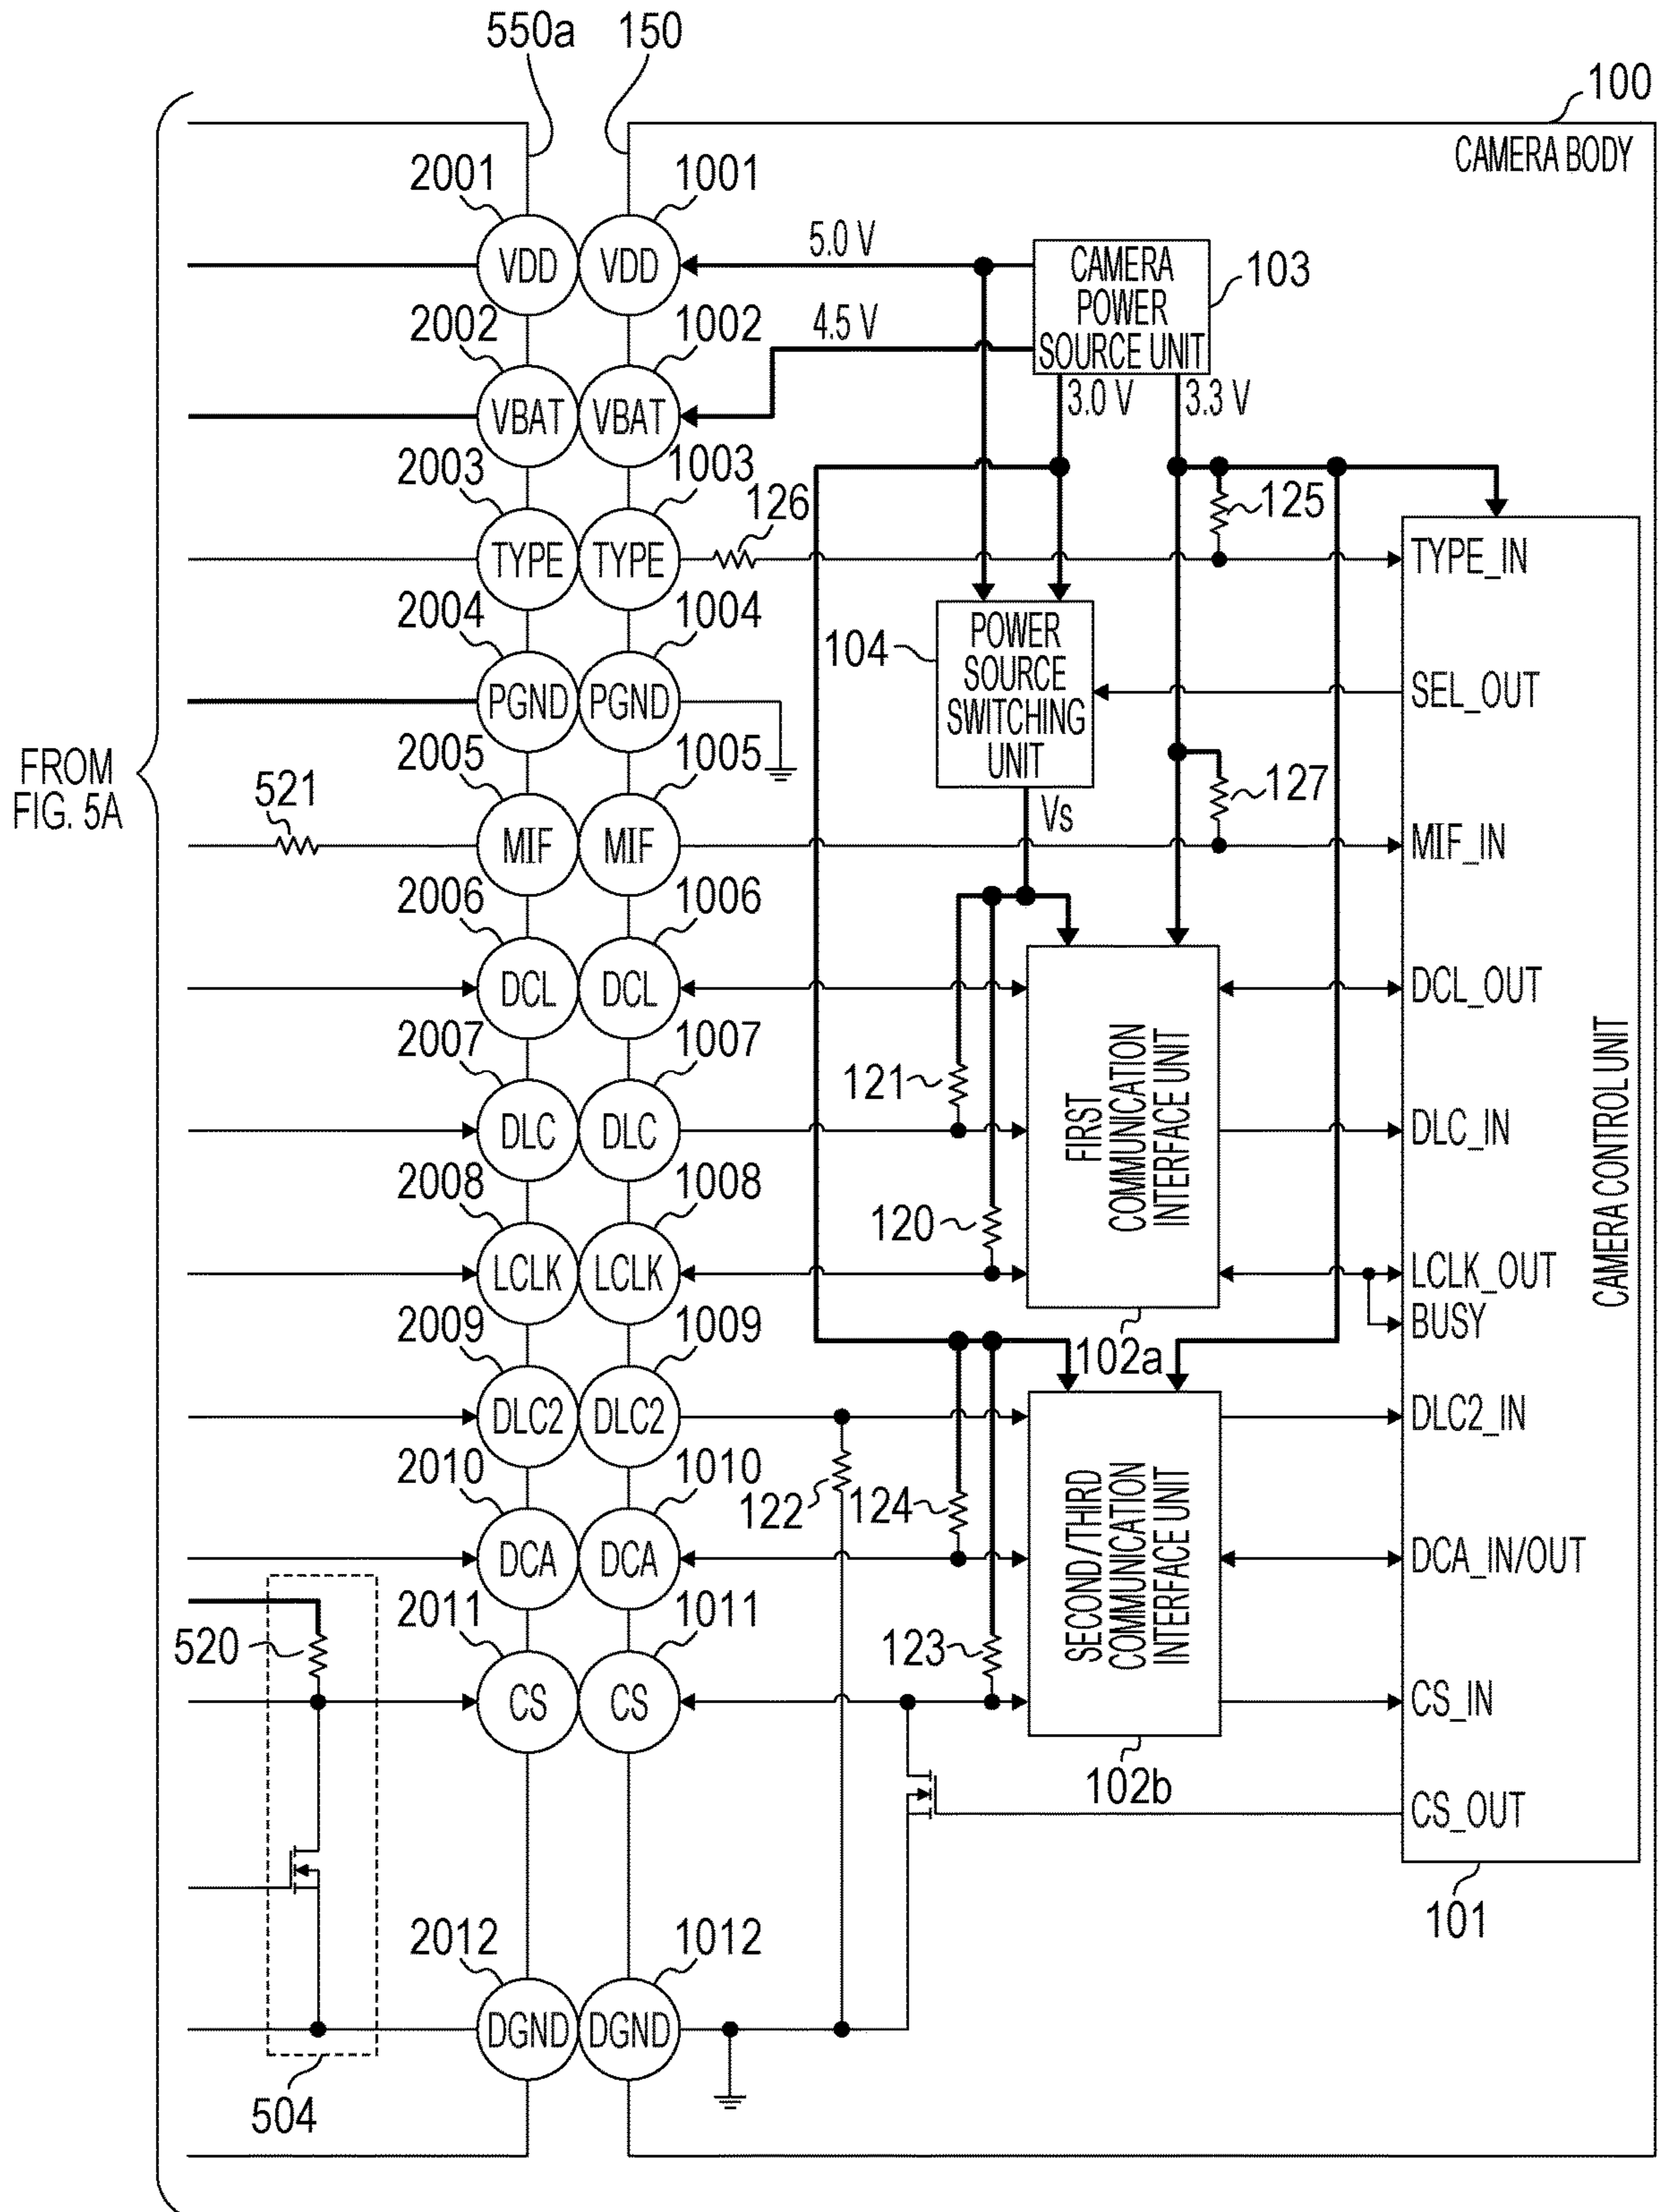 550a 150
100
CAMERA BODY
2001 1001
VDD VDD
5.0 V
CAMERA
POWER
SOURCE UNIT
103
2002 1002
VBAT VBAT
4.5 V
3.0 V 3.3 V
2003 1003
TYPE TYPE
126
125
TYPE_IN
2004 1004
PGND PGND
104
POWER
SOURCE
SWITCHING
UNIT
SEL_OUT
FROM
FIG. 5A
2005 1005
521
MIF MIF
Vs
127
MIF_IN
2006 1006
DCL DCL
DCL_OUT
2007 1007
DLC DLC
121
FIRST
COMMUNICATION
INTERFACE UNIT
DLC_IN
CAMERA CONTROL UNIT
2008 1008
LCLK LCLK
120
LCLK_OUT
BUSY
2009 1009
102a
DLC2 DLC2
DLC2_IN
2010 1010
122 124
DCA DCA
SECOND/THIRD
COMMUNICATION
INTERFACE UNIT
DCA_IN/OUT
2011 1011
520
123
CS CS
CS_IN
102b
CS_OUT
101
2012 1012
DGND DGND
504